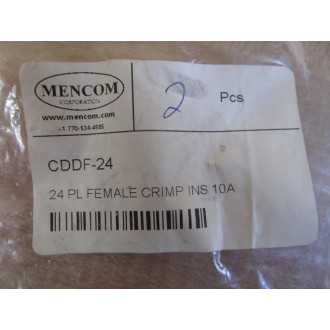 MENCOM
CORPORATION
www.mencom.com
+1 770-534-4585
2 Pcs
CDDF-24
24 PL FEMALE CRIMP INS 10A